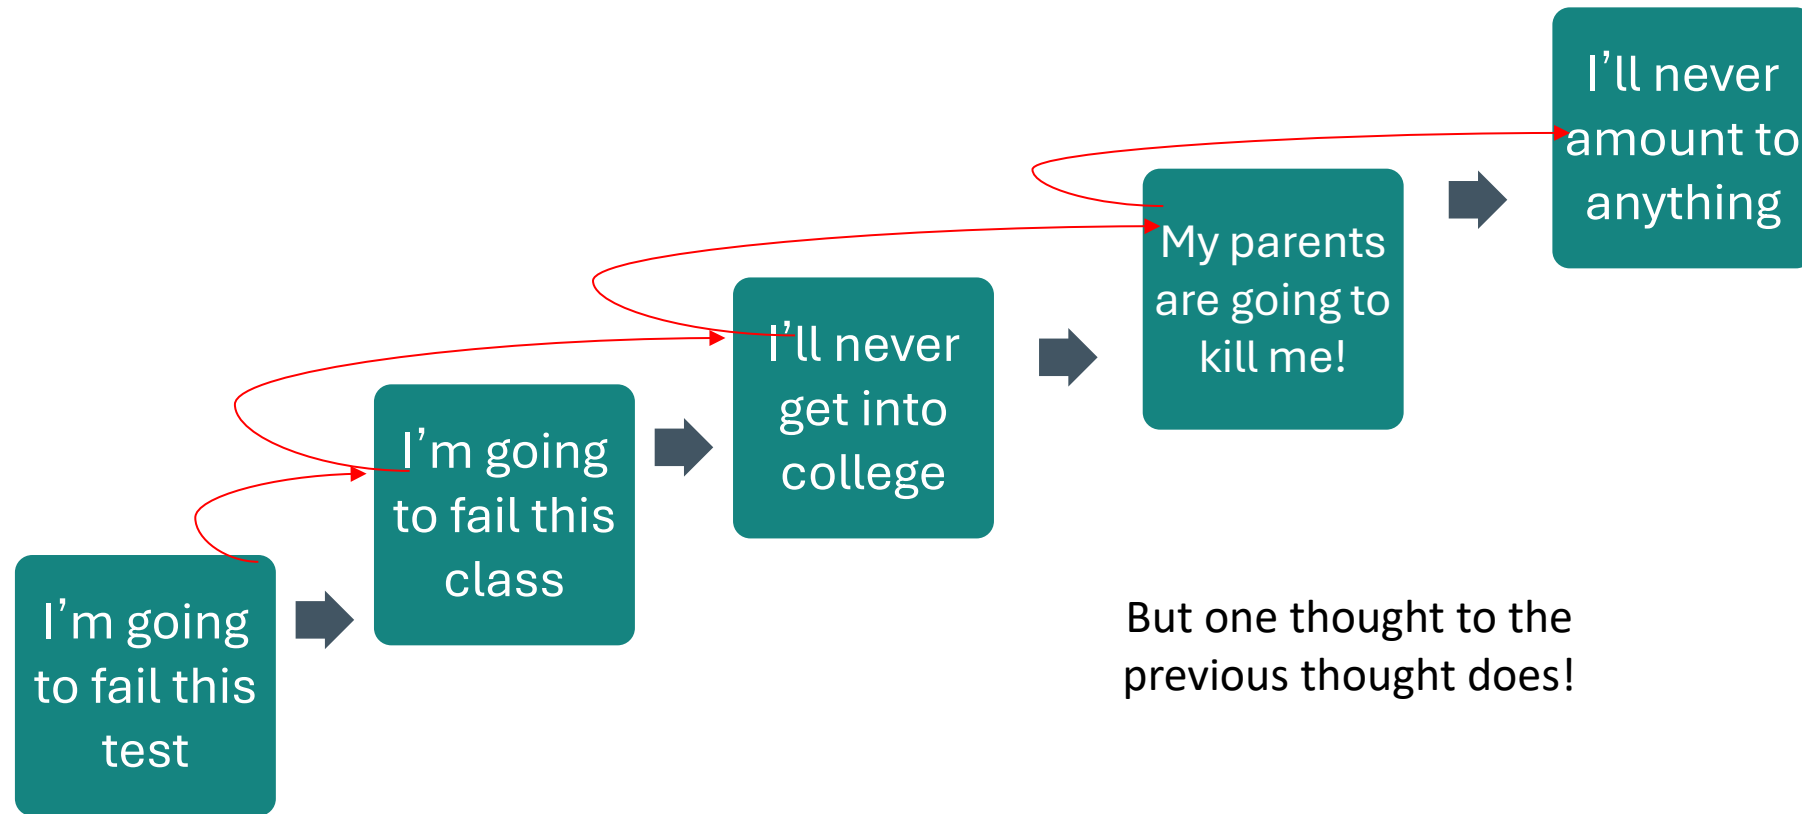 I’m going
to fail this
test
I’m going
to fail this
class
I’ll never
get into
college
My parents
are going to
kill me!
I’ll never
amount to
anything
But one thought to the
previous thought does!